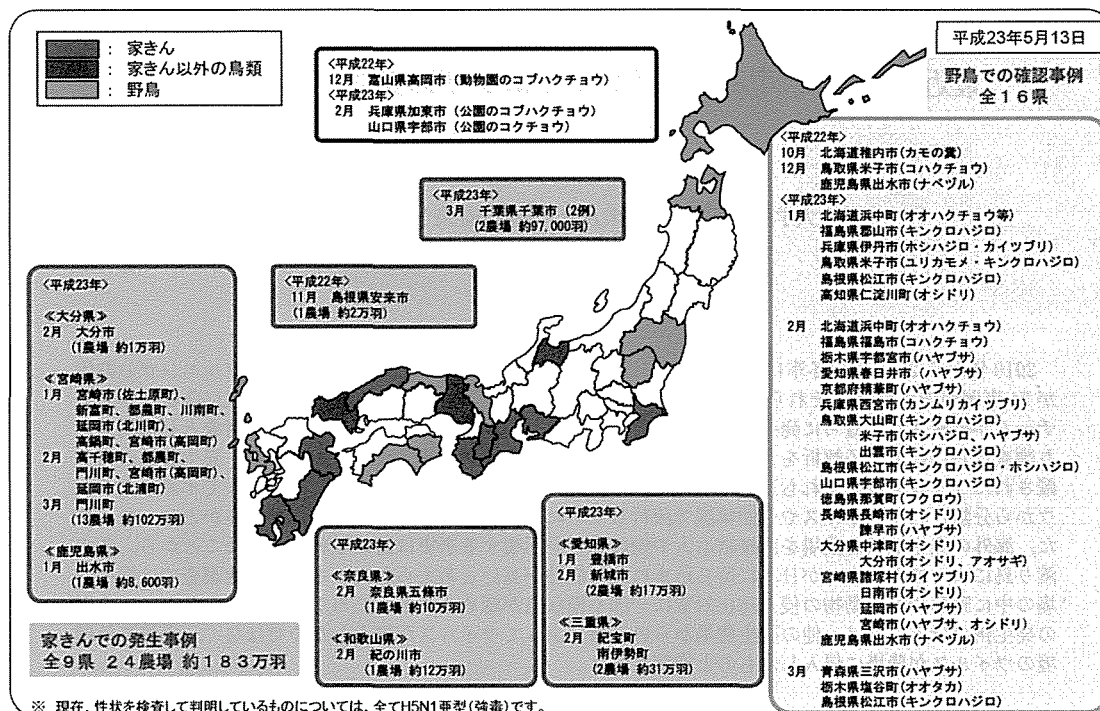 ：家きん
：家きん以外の鳥類
：野鳥
平成23年5月13日
野鳥での確認事例
全１６県
<平成22年>
12月 富山県高岡市（動物園のコブハクチョウ）
<平成23年>
2月 兵庫県加東市（公園のコブハクチョウ）
山口県宇部市（公園のコクチョウ）
<平成23年>
3月 千葉県千葉市（2例）
(2農場 約97,000羽)
<平成22年>
11月 島根県安来市
(1農場 約2万羽)
<平成23年>
≪大分県≫
2月 大分市
(1農場 約1万羽)
≪宮崎県≫
1月 宮崎市(佐土原町)、
新富町、都農町、川南町、
延岡市(北川町)、
高鍋町、宮崎市(高岡町)
2月 高千穂町、都農町、
門川町、宮崎市(高岡町)、
延岡市(北浦町)
3月 門川町
(13農場 約102万羽)
≪鹿児島県≫
1月 出水市
(1農場 約8,600羽)
家きんでの発生事例
全９県 ２４農場 約１８３万羽
<平成23年>
≪奈良県≫
2月 奈良県五條市
(1農場 約10万羽)
≪和歌山県≫
2月 紀の川市
(1農場 約12万羽)
<平成23年>
≪愛知県≫
1月 豊橋市
2月 新城市
(2農場 約17万羽)
≪三重県≫
2月 紀宝町
南伊勢町
(2農場 約31万羽)
<平成22年>
10月 北海道稚内市(カモの糞)
12月 鳥取県米子市(コハクチョウ)
鹿児島県出水市(ナベヅル)
<平成23年>
1月 北海道浜中町(オオハクチョウ等)
福島県郡山市(キンクロハジロ)
兵庫県伊丹市(ホシハジロ・カイツブリ)
鳥取県米子市(ユリカモメ・キンクロハジロ)
島根県松江市(キンクロハジロ)
高知県仁淀川町(オシドリ)
2月 北海道浜中町(オオハクチョウ)
福島県福島市(コハクチョウ)
栃木県宇都宮市(ハヤブサ)
愛知県春日井市(ハヤブサ)
京都府精華町(ハヤブサ)
兵庫県西宮市(カンムリカイツブリ)
鳥取県大山町(キンクロハジロ)
米子市(ホシハジロ、ハヤブサ)
出雲市(キンクロハジロ)
島根県松江市(キンクロハジロ・ホシハジロ)
山口県宇部市(キンクロハジロ)
徳島県那賀町(フクロウ)
長崎県長崎市(オシドリ)
諫早市(ハヤブサ)
大分県中津町(オシドリ)
大分市(オシドリ、アオサギ)
宮崎県諸塚村(カイツブリ)
日南市(オシドリ)
延岡市(ハヤブサ)
宮崎市(ハヤブサ、オシドリ)
鹿児島県出水市(ナベヅル)
3月 青森県三沢市(ハヤブサ)
栃木県塩谷町(オオタカ)
島根県松江市(キンクロハジロ)
※ 現在、性状を検査して判明しているものについては、全てH5N1亜型(強毒)です。